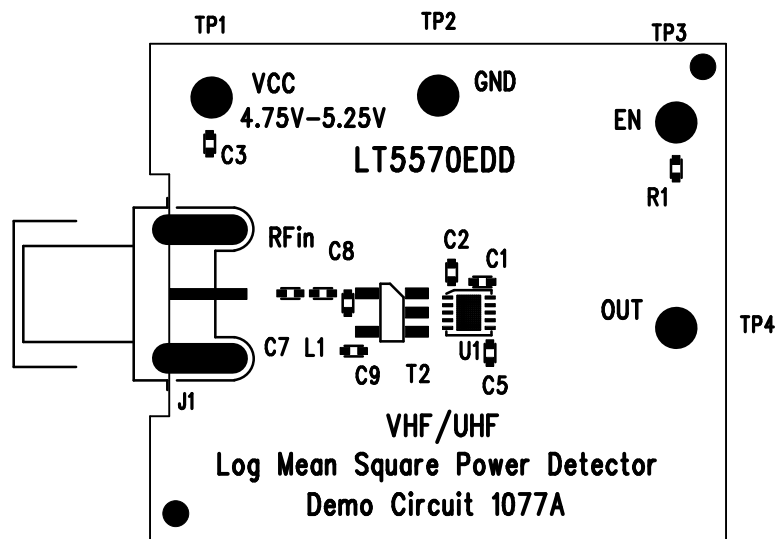 TP1
TP2
TP3
VCC
GND
4.75V-5.25V
EN
C3
LT5570EDD
R1
RFin
C8
C2
C1
OUT
TP4
C7
L1
U1
C9
T2
C5
J1
VHF/UHF
Log Mean Square Power Detector
Demo Circuit 1077A